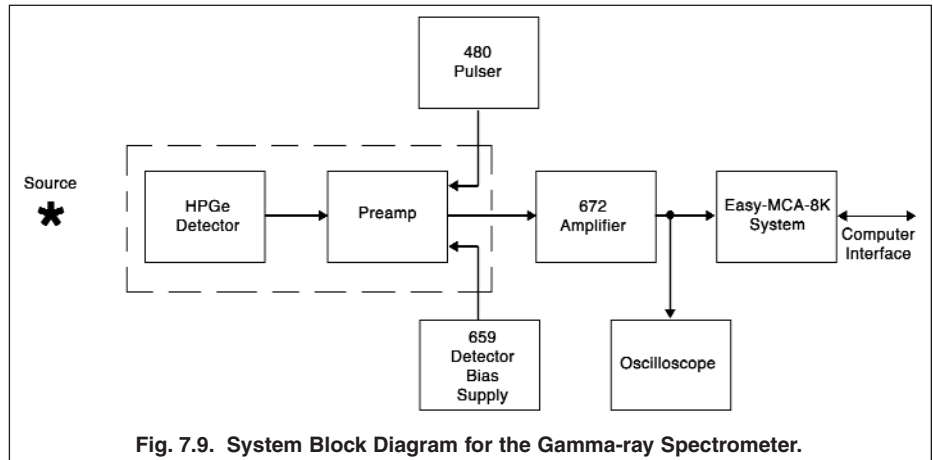 480
Pulser
Source
*
HPGe
Detector
Preamp
672
Amplifier
Easy-MCA-8K
System
Computer
Interface
659
Detector
Bias
Supply
Oscilloscope
Fig. 7.9. System Block Diagram for the Gamma-ray Spectrometer.